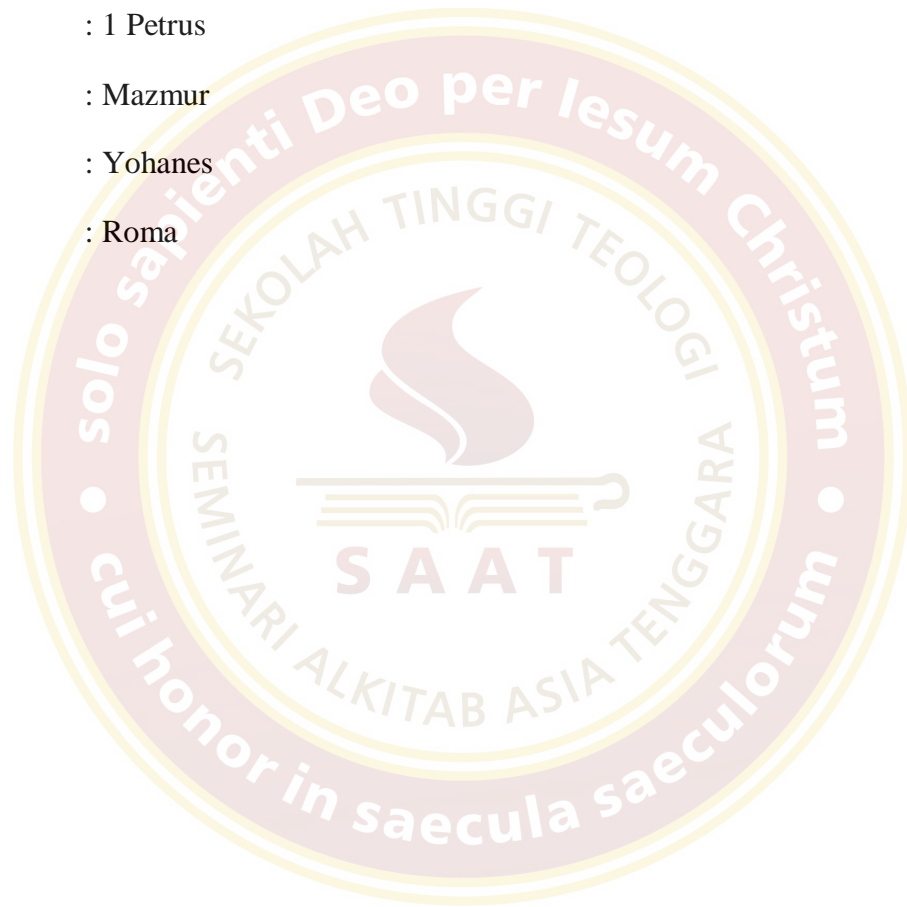 : 1 Petrus
: Mazmur
: Yohanes
: Roma
solo sapienti Deo per Iesum Christum
SEKOLAH TINGGI TEOLOGI
SEMINARI ALKITAB ASIA TENGGARA
SAAT
cui honor in saecula saeculorum